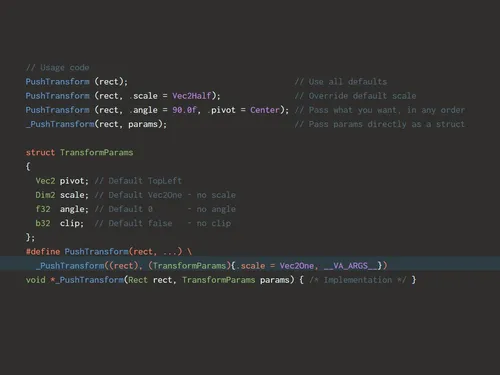 // Usage code
PushTransform (rect); // Use all defaults
PushTransform (rect, .scale = Vec2Half); // Override default scale
PushTransform (rect, .angle = 90.0f, .pivot = Center); // Pass what you want, in any order
_PushTransform(rect, params); // Pass params directly as a struct
struct TransformParams
{
Vec2 pivot; // Default TopLeft
Dim2 scale; // Default Vec2One - no scale
f32 angle; // Default 0 - no angle
b32 clip; // Default false - no clip
};
#define PushTransform(rect, ...) \
_PushTransform((rect), (TransformParams){.scale = Vec2One, __VA_ARGS__})
void *_PushTransform(Rect rect, TransformParams params) { /* Implementation */ }